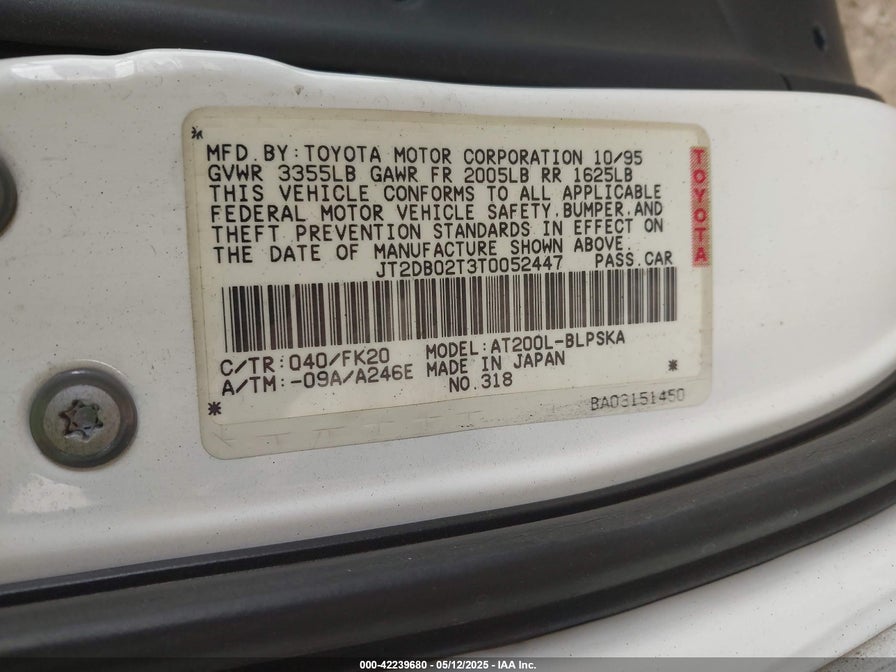 MFD.BY:TOYOTA MOTOR CORPORATION 10/95
GVWR 3355LB GAWR FR 2005LB RR 1625LB
THIS VEHICLE CONFORMS TO ALL APPLICABLE
FEDERAL MOTOR VEHICLE SAFETY,BUMPER,AND
THEFT PREVENTION STANDARDS IN EFFECT ON
THE DATE OF MANUFACTURE SHOWN ABOVE.
JT2DB02T3T0052447 PASS.CAR
TOYOTA
C/TR:040/FK20 MODEL:AT200L-BLPSKA
A/TM:-09A/A246E MADE IN JAPAN
NO.318
BA03151450
000-42239680 - 05/12/2025 - IAA Inc.